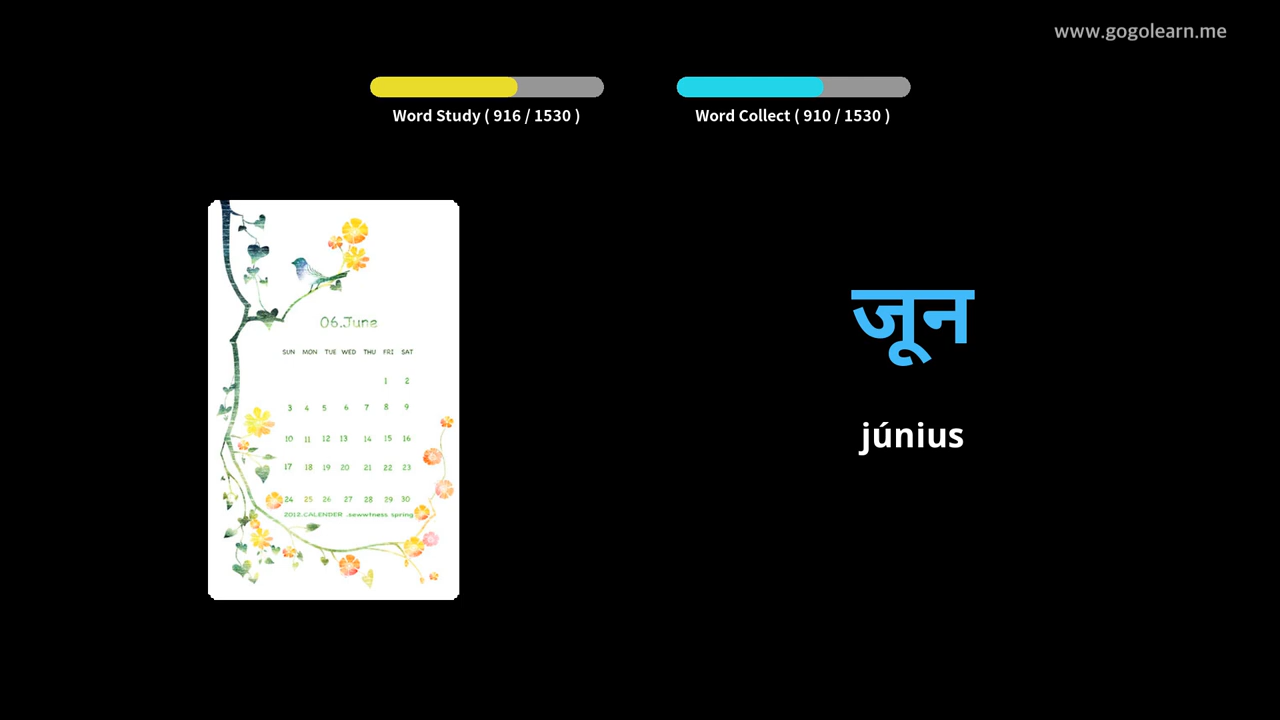 www.gogolearn.me
Word Study ( 916 / 1530 )
Word Collect ( 910 / 1530 )
06.June
SUN MON TUE WED THU FRI SAT
1 2
3 4 5 6 7 8 9
10 11 12 13 14 15 16
17 18 19 20 21 22 23
24 25 26 27 28 29 30
2012.CALENDER .sewwtness spring
जून
június